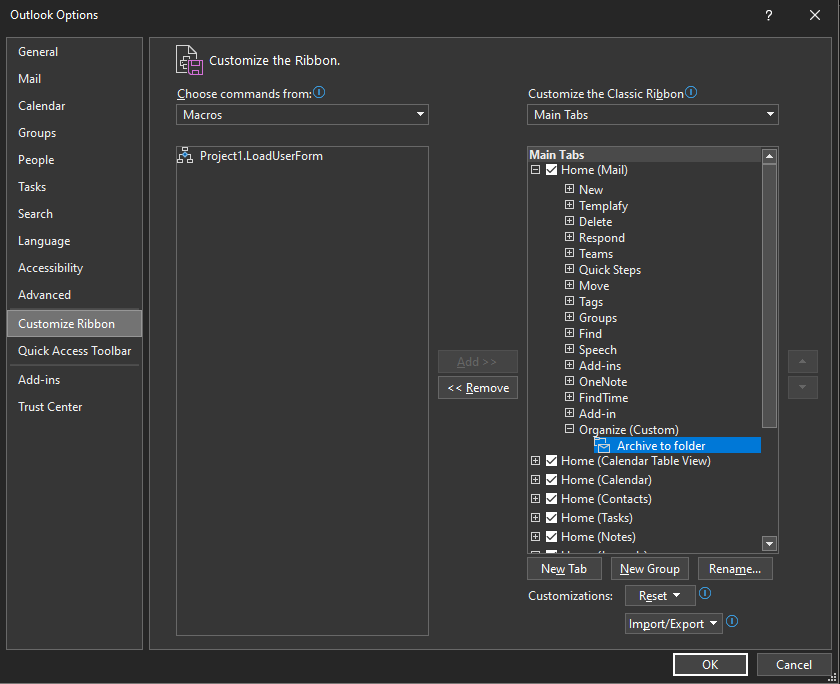 Outlook Options
?
General
Mail
Calendar
Groups
People
Tasks
Search
Language
Accessibility
Advanced
Customize Ribbon
Quick Access Toolbar
Add-ins
Trust Center
Customize the Ribbon.
Choose commands from:
Macros
Project1.LoadUserForm
Add >>
<< Remove
Customize the Classic Ribbon
Main Tabs
Main Tabs
Home (Mail)
New
Templafy
Delete
Respond
Teams
Quick Steps
Move
Tags
Groups
Find
Speech
Add-ins
OneNote
FindTime
Add-in
Organize (Custom)
Archive to folder
Home (Calendar Table View)
Home (Calendar)
Home (Contacts)
Home (Tasks)
Home (Notes)
New Tab
New Group
Rename...
Customizations:
Reset
Import/Export
OK
Cancel